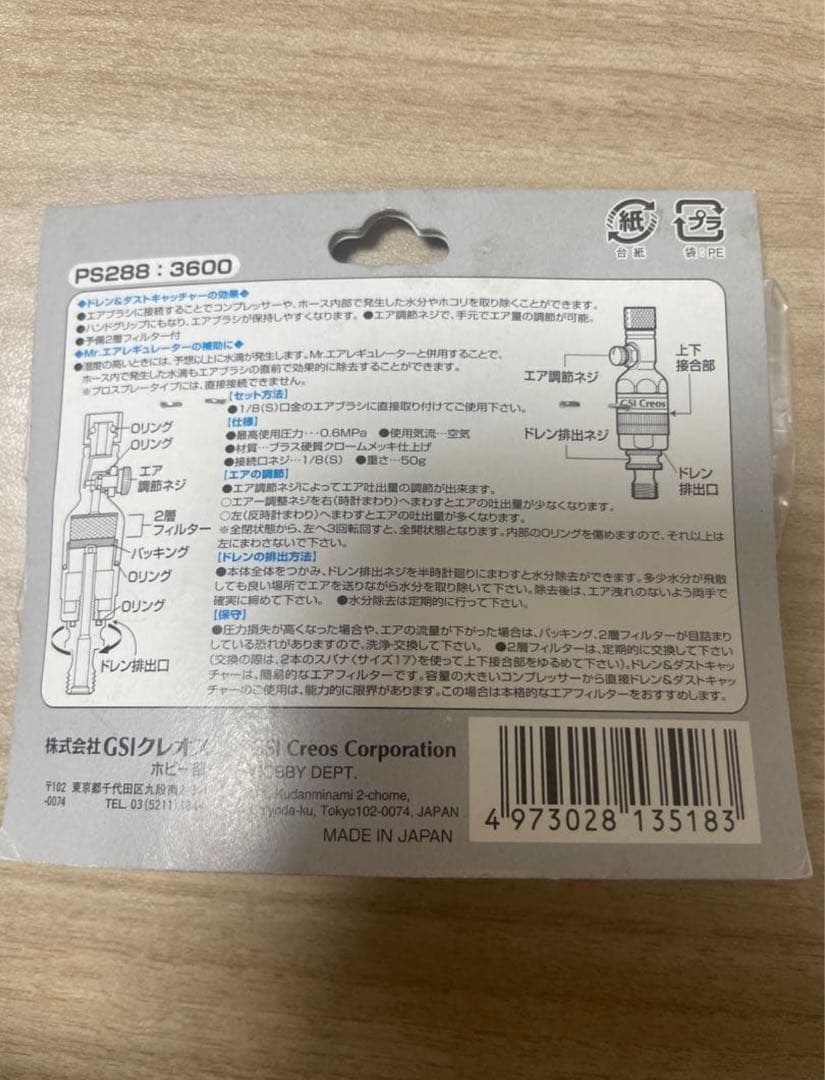 紙
プラ
台紙
袋:PE
PS288:3600
◆ドレン&ダストキャッチャーの効果◆
●エアブラシに接続することでコンプレッサーや、ホース内部で発生した水分やホコリを取り除くことができます。
●ハンドグリップにもなり、エアブラシが保持しやすくなります。 ●エア調節ネジで、手元でエア量の調節が可能。
●予備2層フィルター付
◆Mr.エアレギュレーターの補助に◆
●湿度の高いときには、予想以上に水滴が発生します。Mr.エアレギュレーターと併用することで、
ホース内で発生した水滴もエアブラシの直前で効果的に除去することができます。
※プロスプレータイプには、直接接続できません。
【セット方法】
●1/8(S)口金のエアブラシに直接取り付けてご使用下さい。
【仕様】
●最高使用圧力…0.6MPa ●使用気流…空気
●材質…ブラス硬質クロームメッキ仕上げ
●接続口ネジ…1/8(S) ●重さ…50g
【エアの調節】
●エア調節ネジによってエア吐出量の調節が出来ます。
○エアー調整ネジを右(時計まわり)へまわすとエアの吐出量が少なくなります。
○左(反時計まわり)へまわすとエアの吐出量が多くなります。
※全閉状態から、左へ3回転回すと、全開状態となります。内部のOリングを傷めますので、それ以上は
左にまわさないで下さい。
【ドレンの排出方法】
●本体全体をつかみ、ドレン排出ネジを半時計廻りにまわすと水分除去ができます。多少水分が飛散
しても良い場所でエアを送りながら水分を取り除いて下さい。除去後は、エア洩れのないよう両手で
確実に締めて下さい。 ●水分除去は定期的に行って下さい。
【保守】
●圧力損失が高くなった場合や、エアの流量が下がった場合は、パッキング、2層フィルターが目詰まり
している恐れがありますので、洗浄・交換して下さい。 ●2層フィルターは、定期的に交換して下さい
(交換の際は、2本のスパナ(サイズ17)を使って上下接合部をゆるめて下さい)。ドレン&ダストキャッ
チャーは、簡易的なエアフィルターです。容量の大きいコンプレッサーから直接ドレン&ダストキャッ
チャーのご使用は、能力的に限界があります。この場合は本格的なエアフィルターをおすすめします。
Oリング
Oリング
エア
調節ネジ
2層
フィルター
パッキング
Oリング
Oリング
ドレン排出口
エア調節ネジ
上下
接合部
GSI Creos
ドレン排出ネジ
ドレン
排出口
株式会社GSIクレオ
Creos Corporation
ホビー部
BBY DEPT.
〒102
-0074
東京都千代田区九段南2-
Kudanminami 2-chome,
TEL. 03(5211)
yoda-ku, Tokyo102-0074, JAPAN
MADE IN JAPAN
4 973028 135183